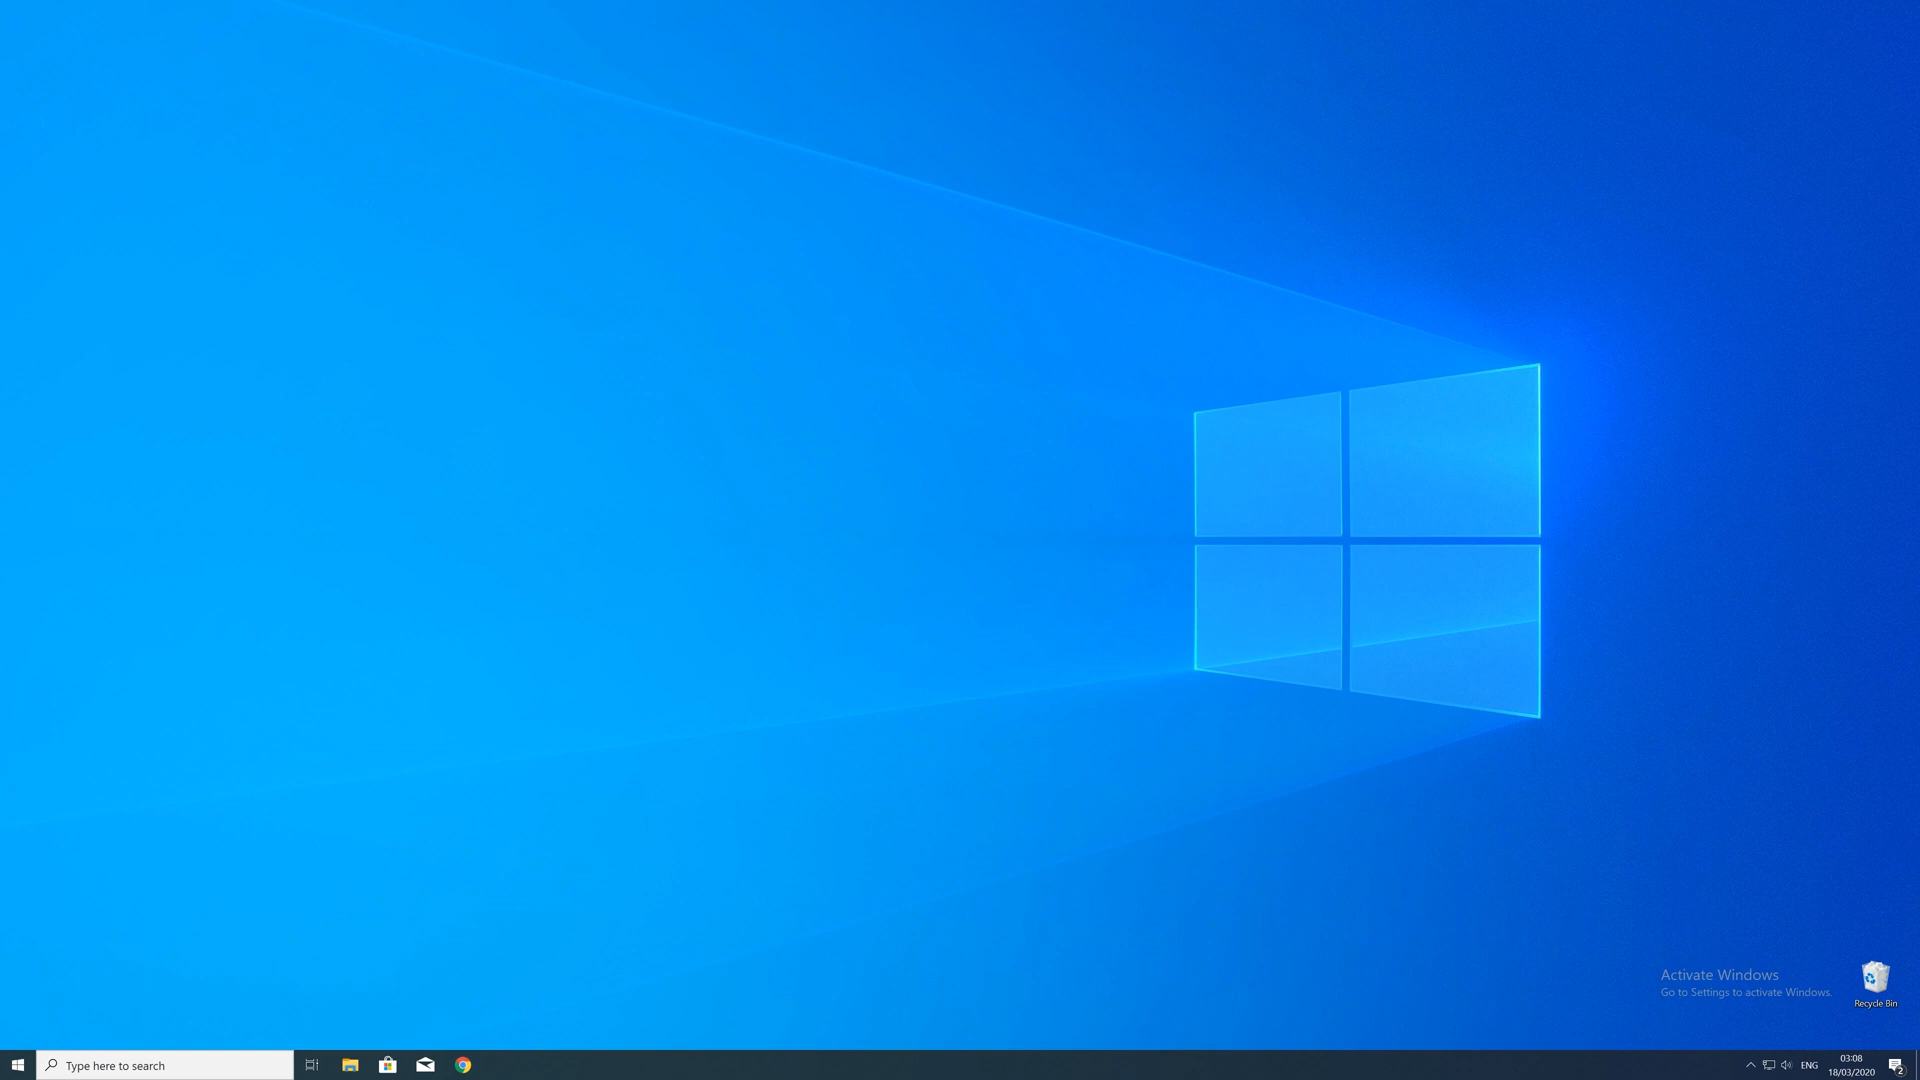 Activate Windows
Go to Settings to activate Windows.
Recycle Bin
Type here to search
ENG
03:08
18/03/2020
2